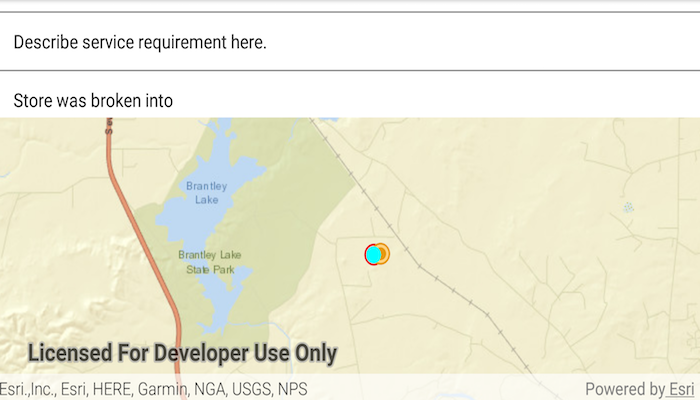 Describe service requirement here.
Store was broken into
Brantley
Lake
Brantley Lake
State Park
Licensed For Developer Use Only
Esri.,Inc., Esri, HERE, Garmin, NGA, USGS, NPS
Powered by Esri